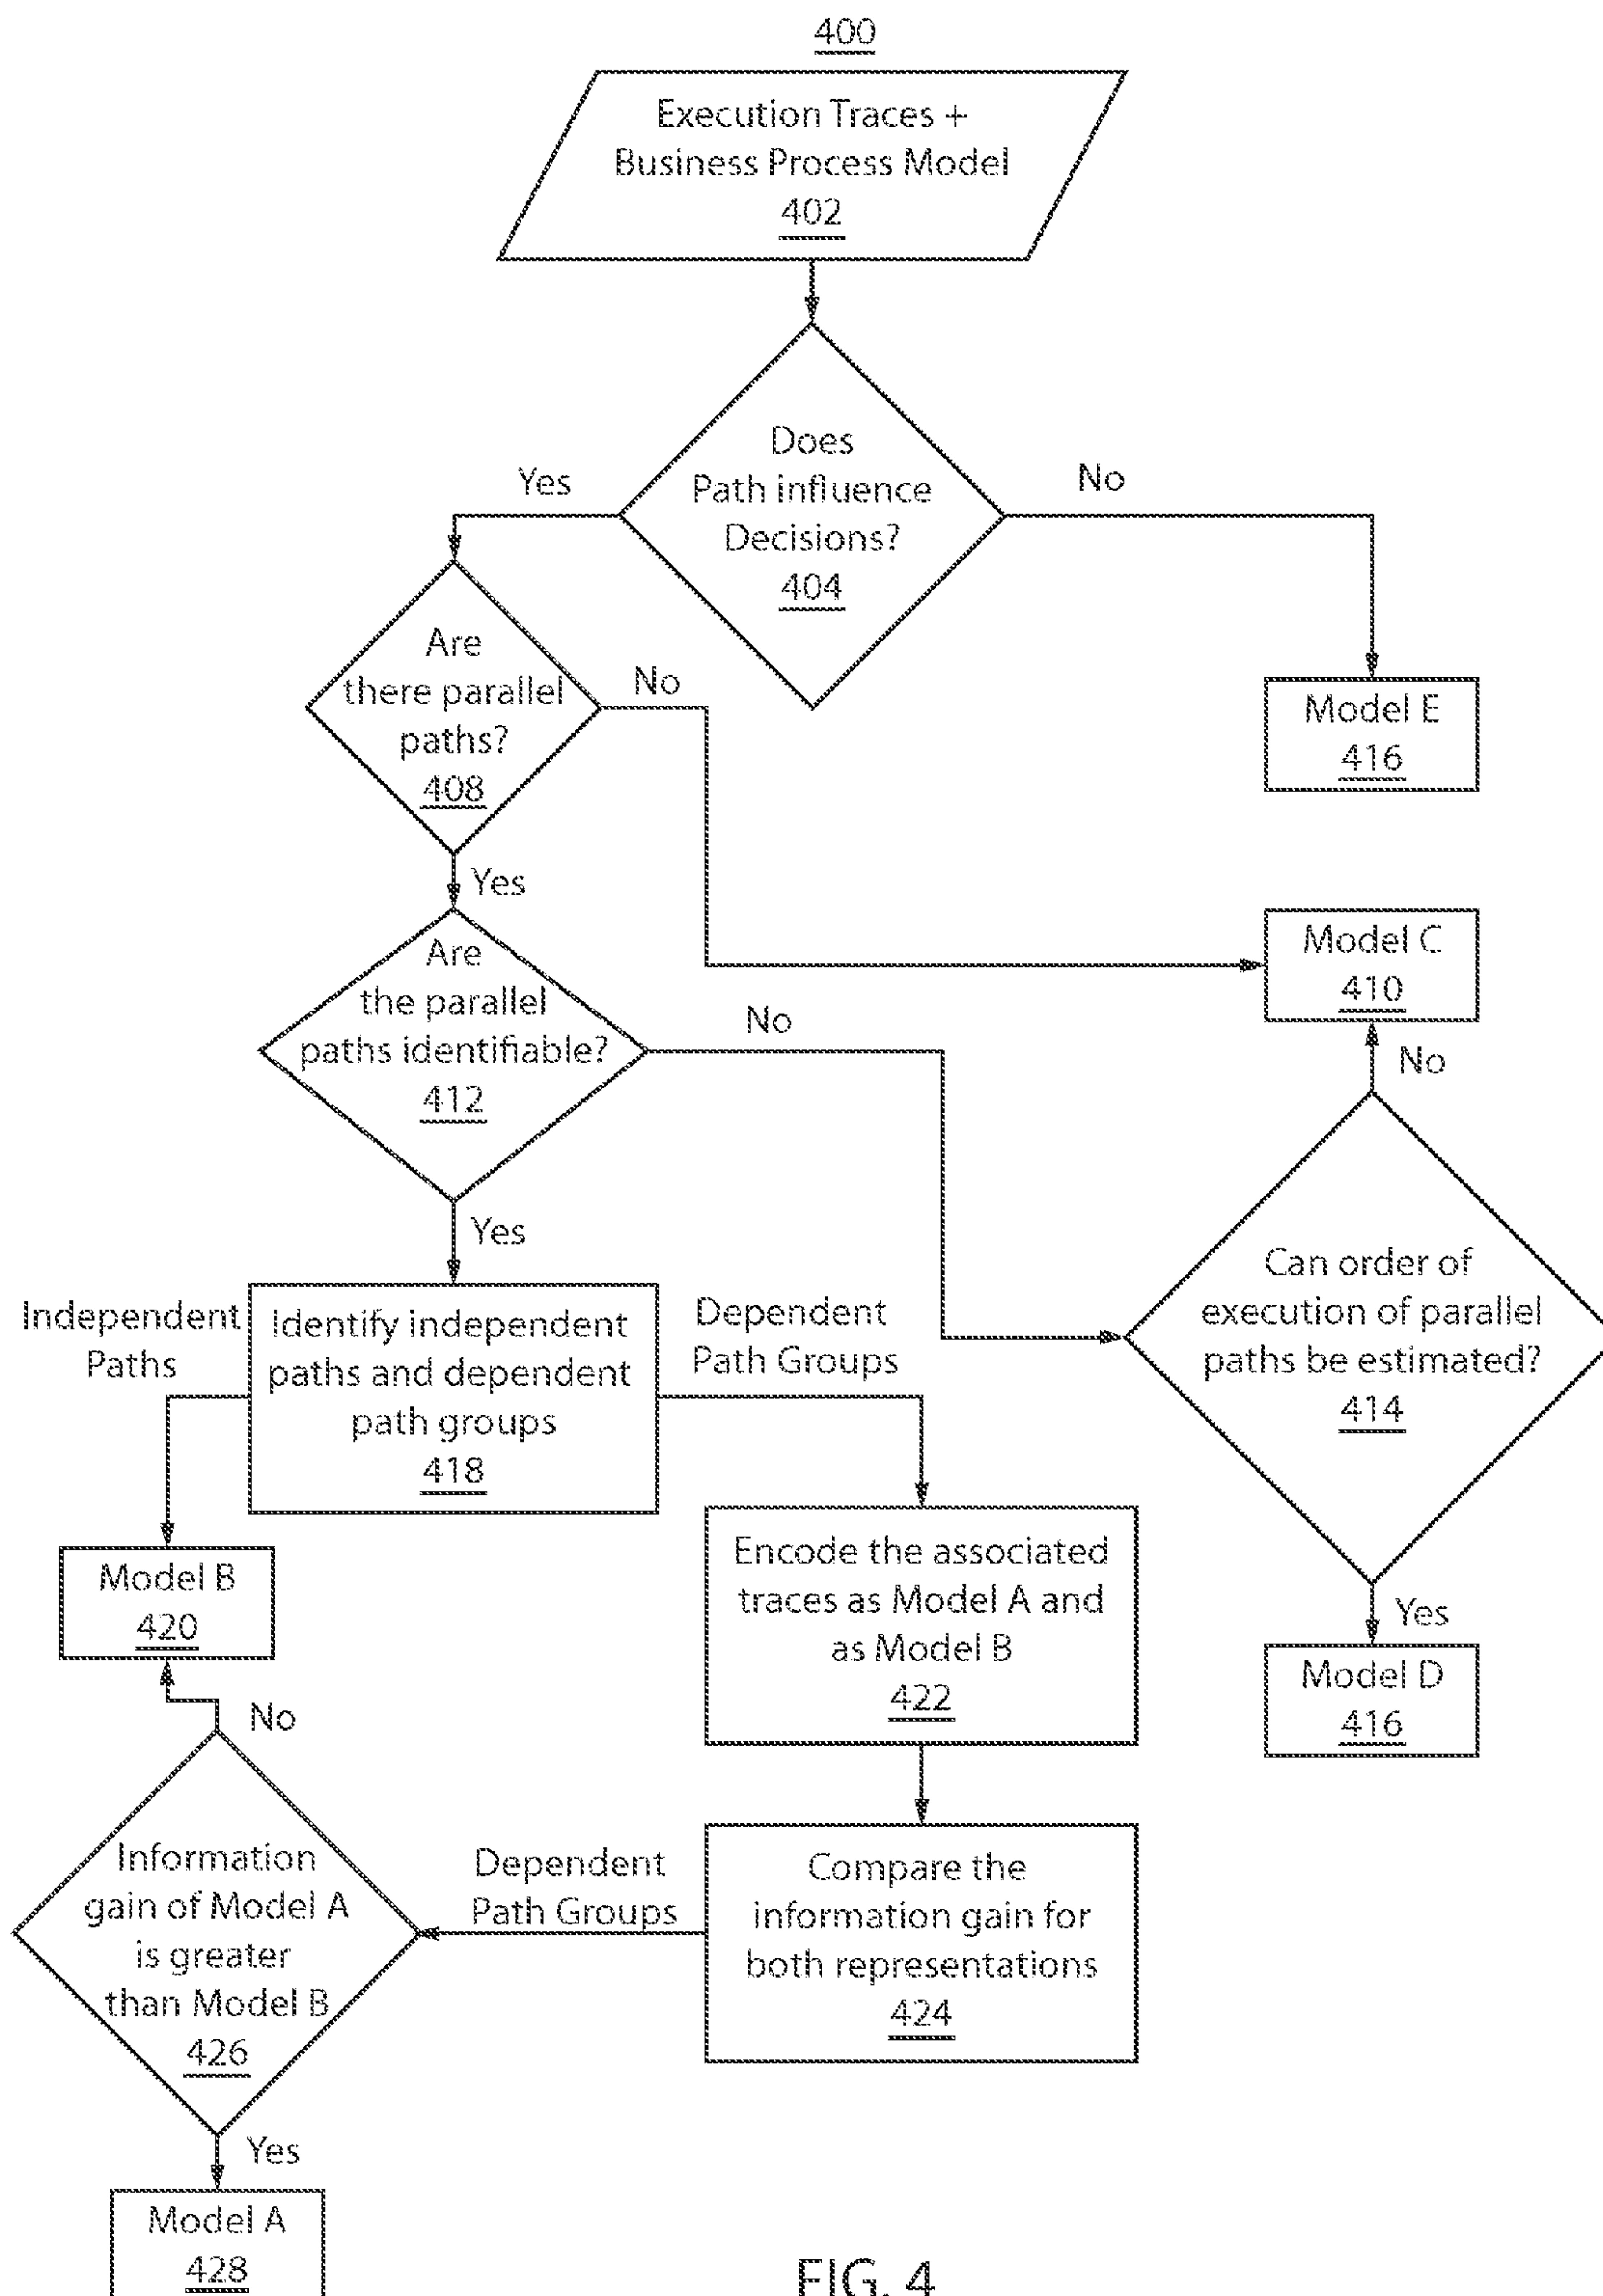 400
Execution Traces +
Business Process Model
402
Does
Path influence
Decisions?
404
Yes
No
Are
there parallel
paths?
408
No
Model E
416
Yes
Are
the parallel
paths identifiable?
412
No
Model C
410
No
Yes
Can order of
execution of parallel
paths be estimated?
414
Independent
Paths
Identify independent
paths and dependent
path groups
418
Dependent
Path Groups
Model B
420
Encode the associated
traces as Model A and
as Model B
422
Yes
Model D
416
No
Information
gain of Model A
is greater
than Model B
426
Dependent
Path Groups
Compare the
information gain for
both representations
424
Yes
Model A
428
FIG. 4